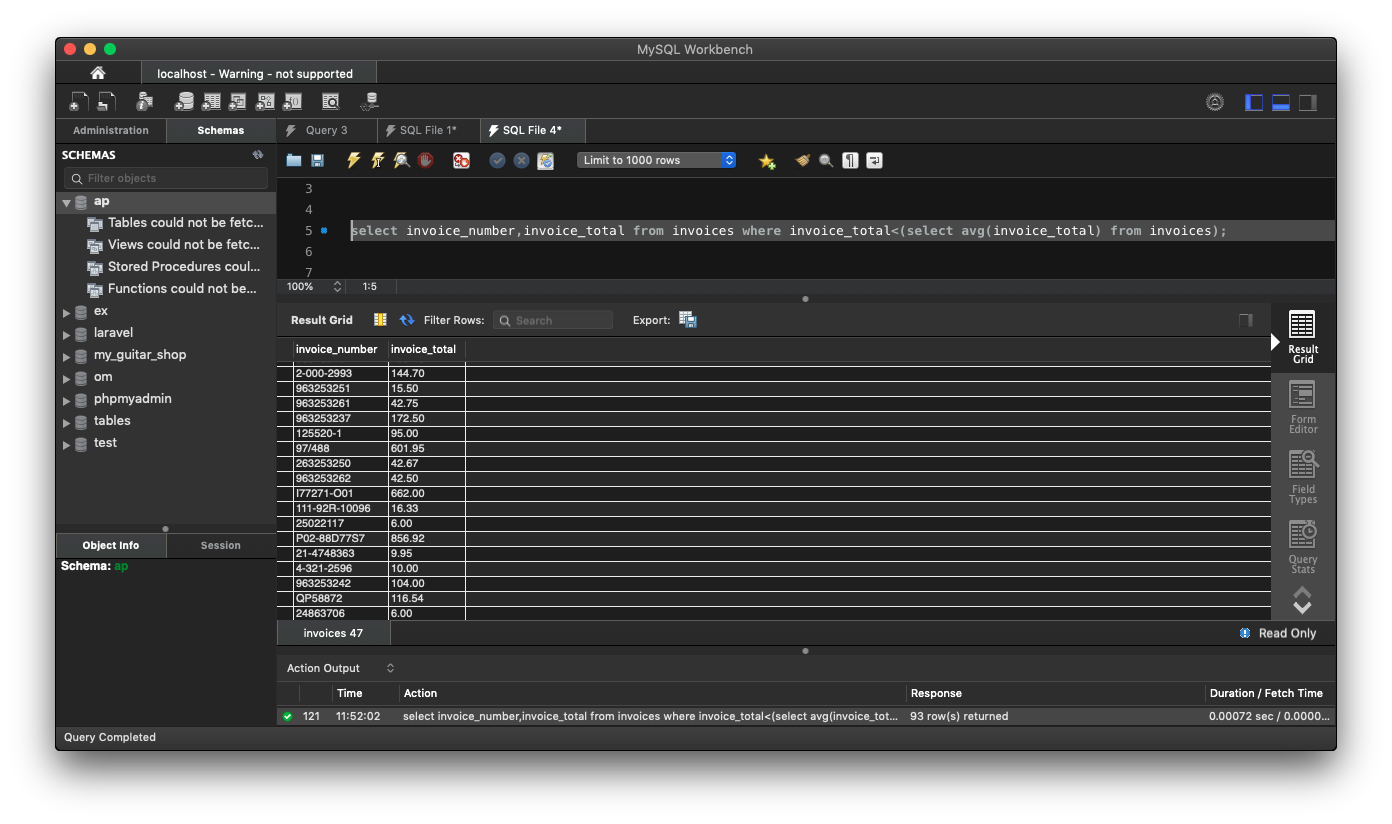 MySQL Workbench
localhost - Warning - not supported
Administration
Schemas
Query 3
SQL File 1*
SQL File 4*
SCHEMAS
Filter objects
ap
Tables could not be fetc...
Views could not be fetc...
Stored Procedures coul...
Functions could not be...
ex
laravel
my_guitar_shop
om
phpmyadmin
tables
test
Object Info
Session
Schema: ap
Limit to 1000 rows
3
4
5 select invoice_number,invoice_total from invoices where invoice_total<(select avg(invoice_total) from invoices);
6
7
100% 1:5
Result Grid Filter Rows: Search Export:
invoice_number invoice_total
2-000-2993 144.70
963253251 15.50
963253261 42.75
963253237 172.50
125520-1 95.00
97/488 601.95
263253250 42.67
963253262 42.50
I77271-O01 662.00
111-92R-10096 16.33
25022117 6.00
P02-88D77S7 856.92
21-4748363 9.95
4-321-2596 10.00
963253242 104.00
QP58872 116.54
24863706 6.00
Result
Grid
Form
Editor
Field
Types
Query
Stats
invoices 47
Read Only
Action Output
Time Action Response Duration / Fetch Time
121 11:52:02 select invoice_number,invoice_total from invoices where invoice_total<(select avg(invoice_tot... 93 row(s) returned 0.00072 sec / 0.0000...
Query Completed